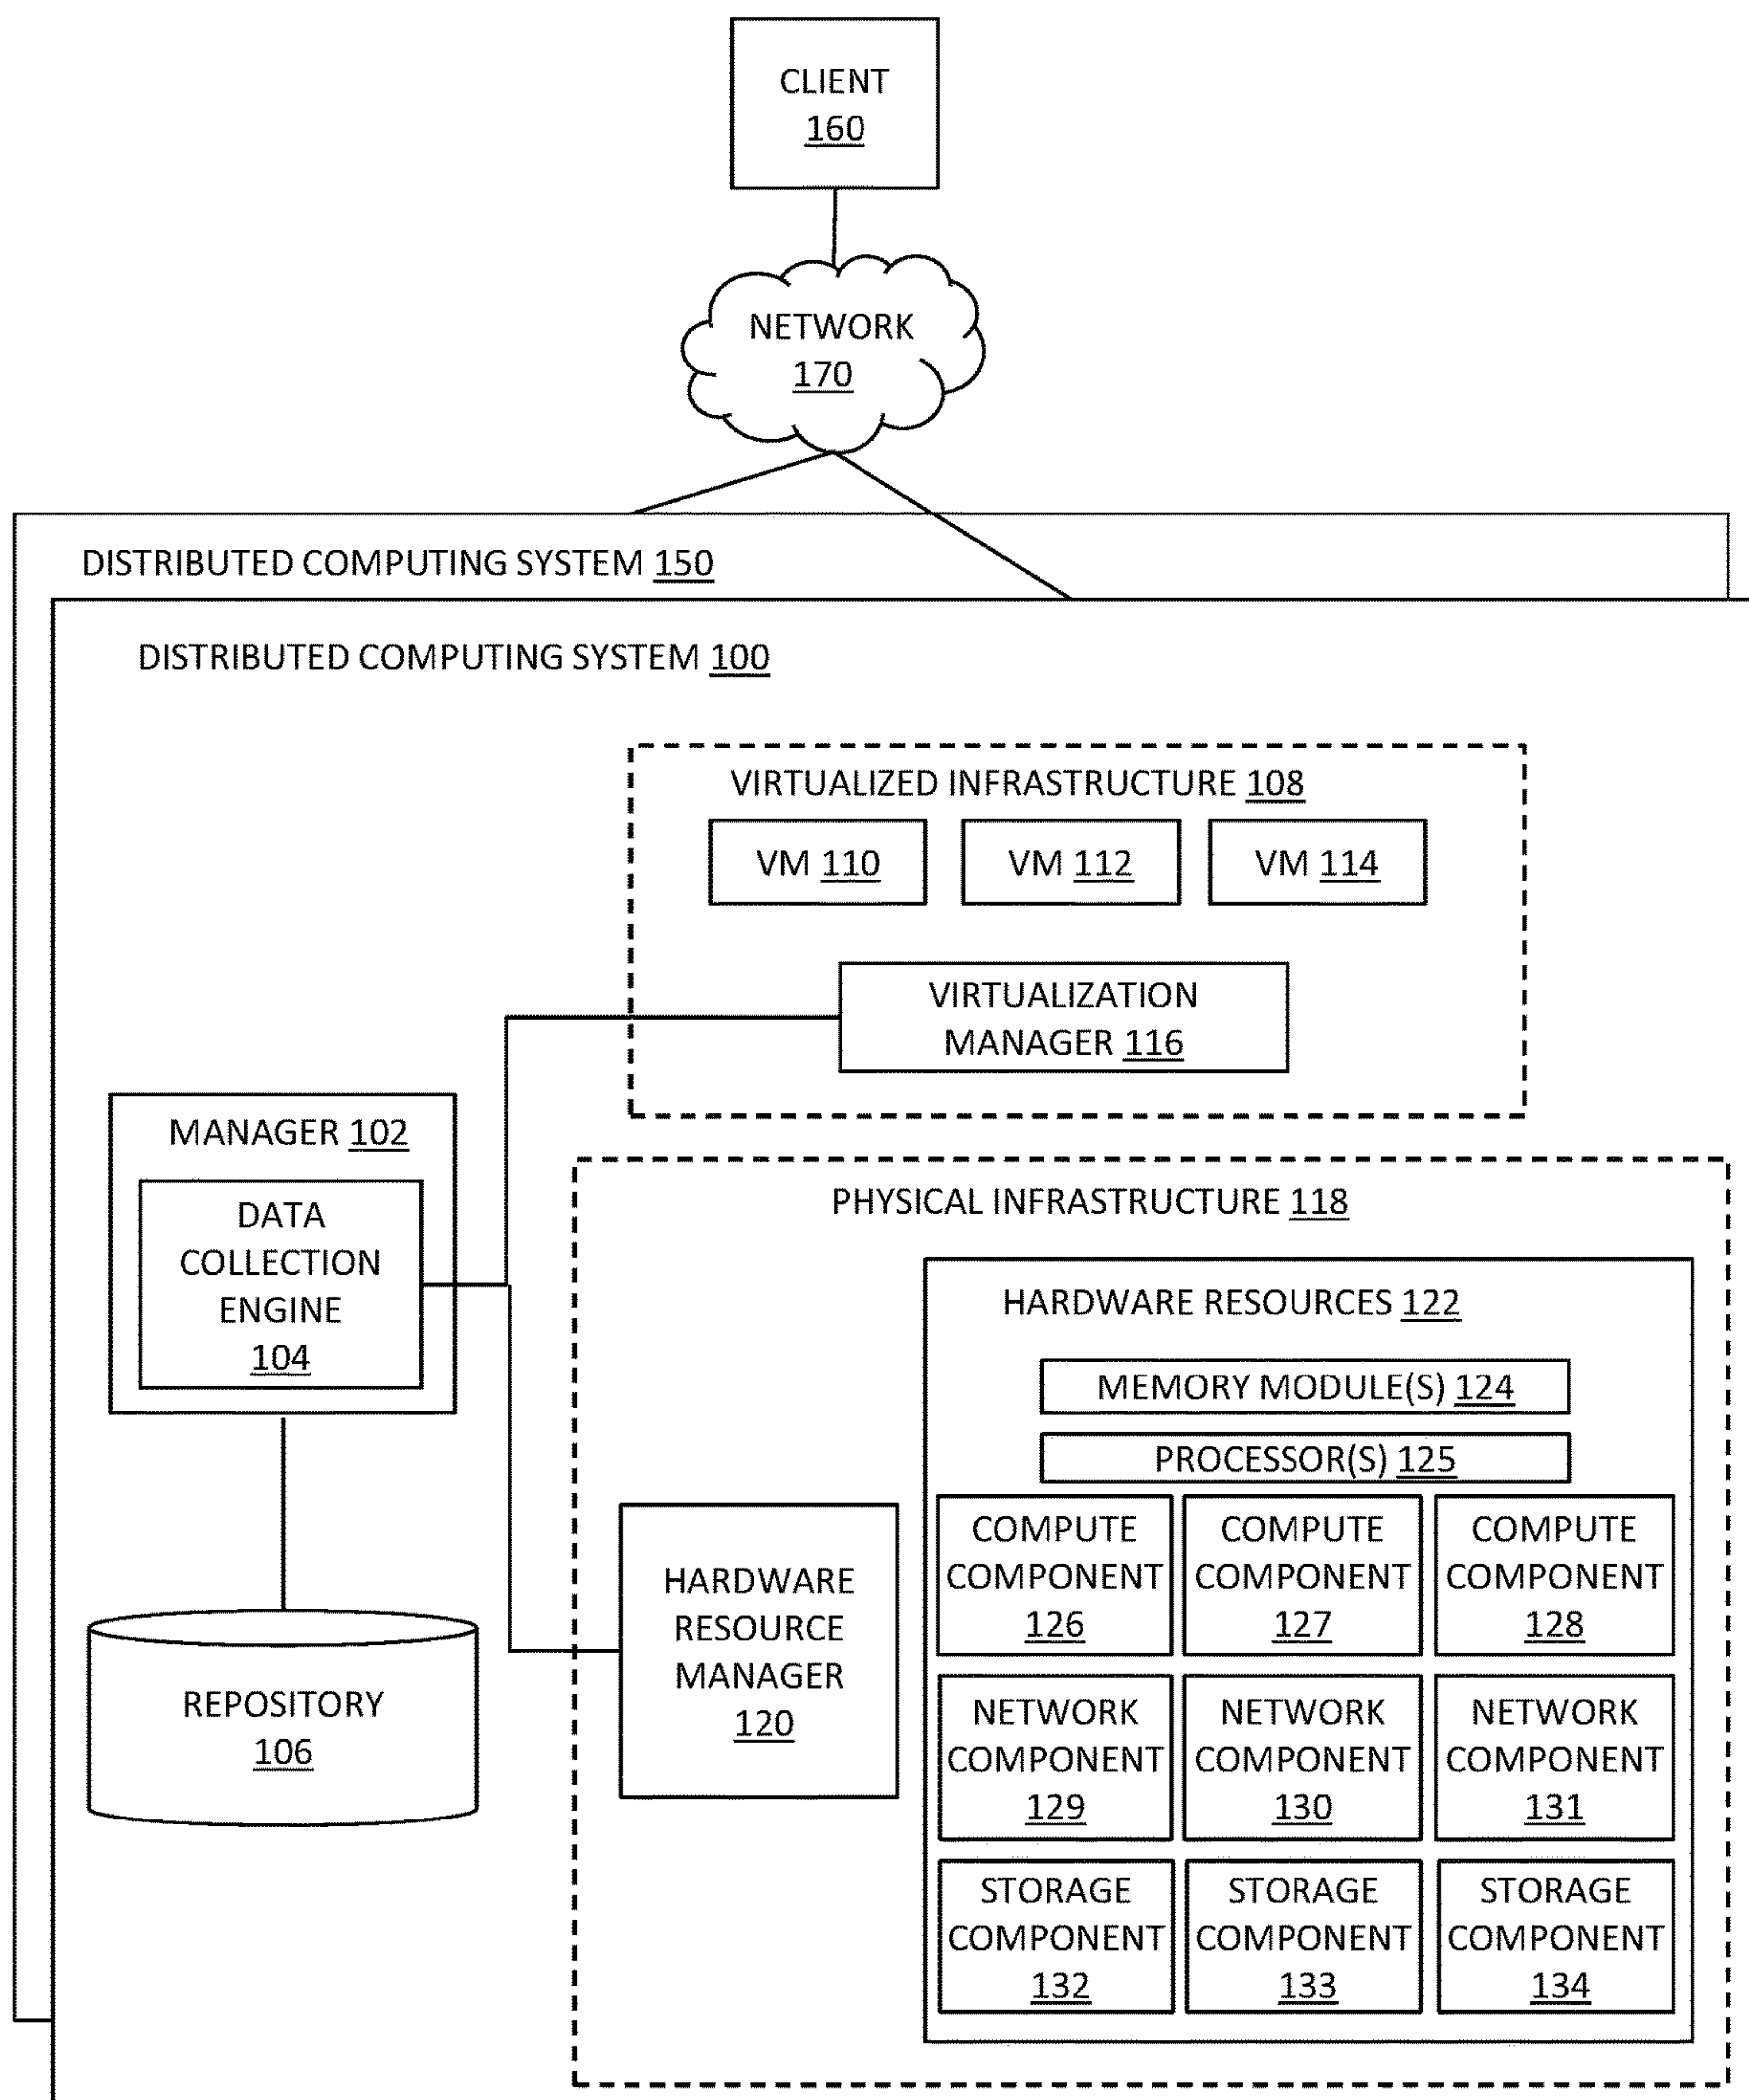 CLIENT
160
NETWORK
170
DISTRIBUTED COMPUTING SYSTEM 150
DISTRIBUTED COMPUTING SYSTEM 100
VIRTUALIZED INFRASTRUCTURE 108
VM 110
VM 112
VM 114
VIRTUALIZATION
MANAGER 116
MANAGER 102
DATA
COLLECTION
ENGINE
104
REPOSITORY
106
PHYSICAL INFRASTRUCTURE 118
HARDWARE
RESOURCE
MANAGER
120
HARDWARE RESOURCES 122
MEMORY MODULE(S) 124
PROCESSOR(S) 125
COMPUTE
COMPONENT
126
COMPUTE
COMPONENT
127
COMPUTE
COMPONENT
128
NETWORK
COMPONENT
129
NETWORK
COMPONENT
130
NETWORK
COMPONENT
131
STORAGE
COMPONENT
132
STORAGE
COMPONENT
133
STORAGE
COMPONENT
134